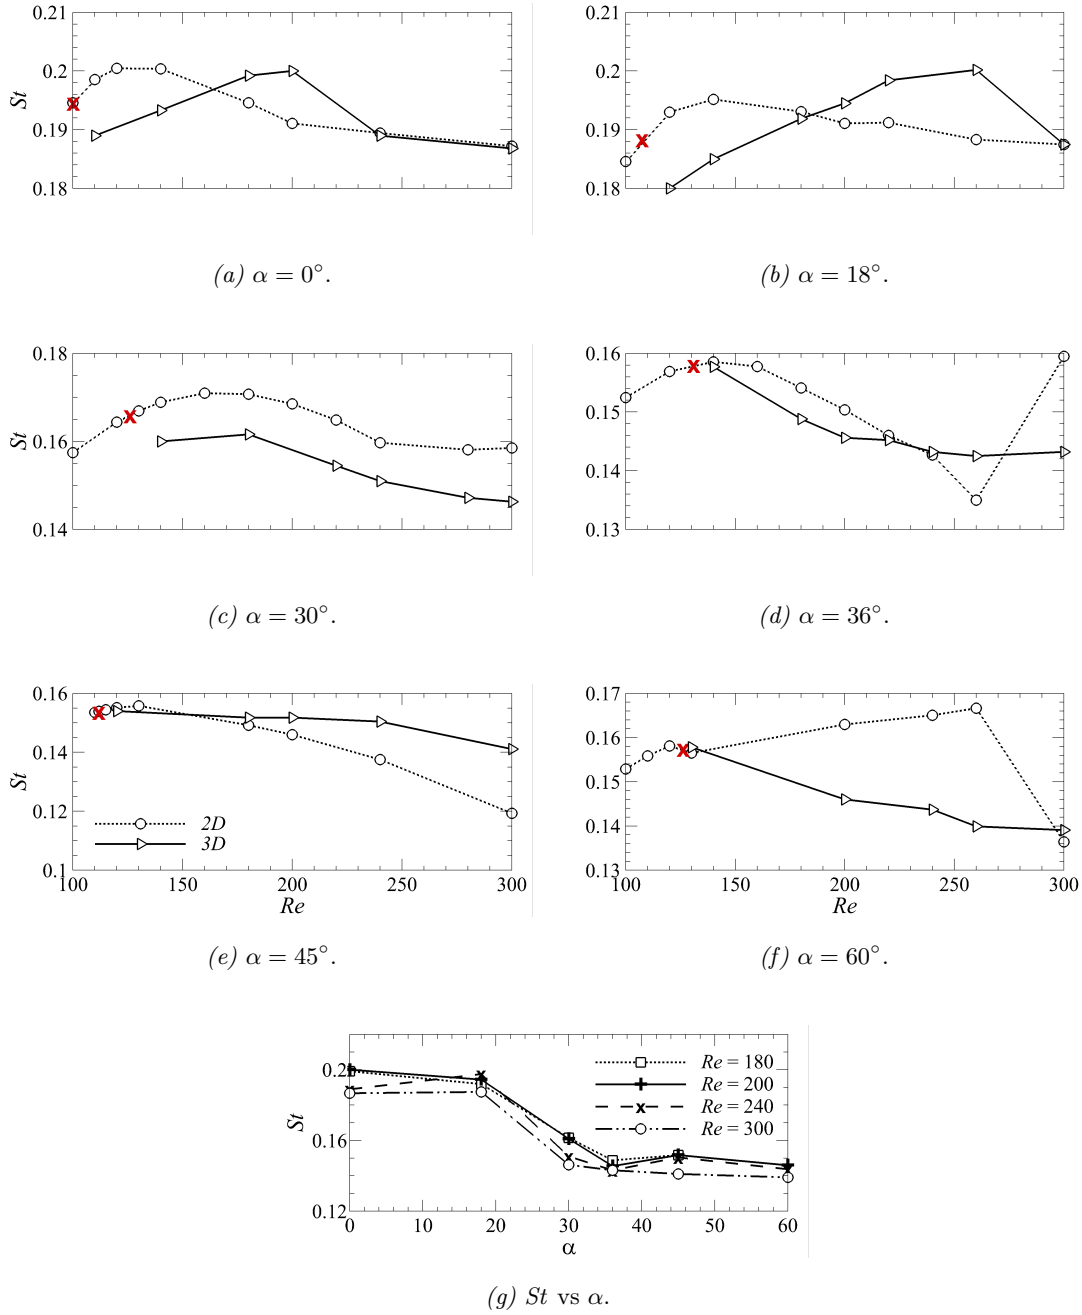 0.21
0.2
0.19
0.18
St
(a) α = 0°.
0.21
0.2
0.19
0.18
(b) α = 18°.
0.18
0.16
0.14
St
(c) α = 30°.
0.16
0.15
0.14
0.13
(d) α = 36°.
0.16
0.14
0.12
0.1
St
2D
3D
100 150 200 250 300
Re
(e) α = 45°.
0.17
0.16
0.15
0.14
0.13
100 150 200 250 300
Re
(f) α = 60°.
0.2
0.16
0.12
St
Re = 180
Re = 200
Re = 240
Re = 300
0 10 20 30 40 50 60
α
(g) St vs α.